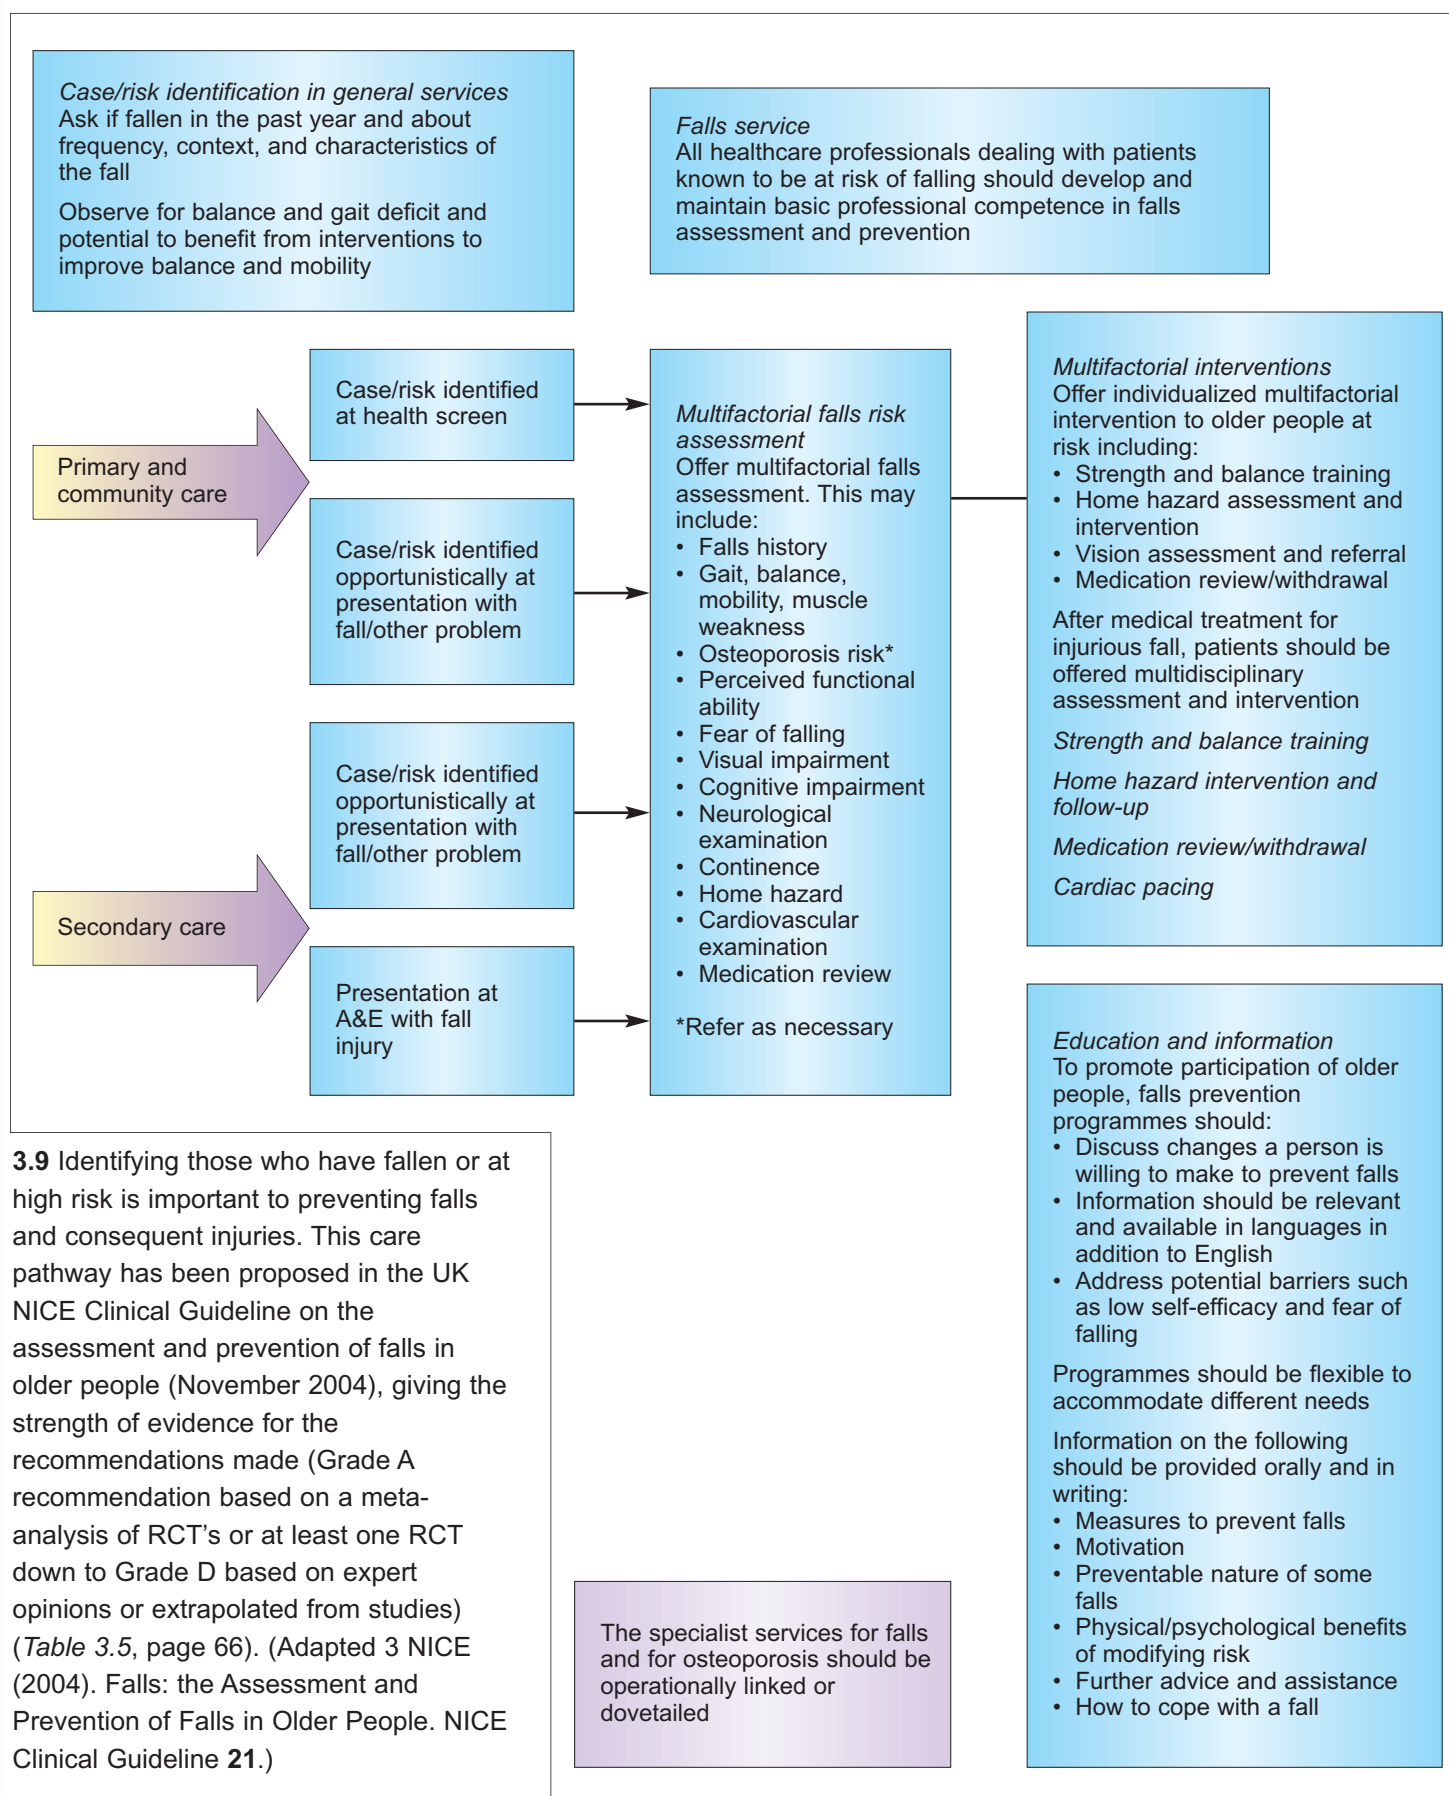 Case/risk identification in general services
Ask if fallen in the past year and about
frequency, context, and characteristics of
the fall
Observe for balance and gait deficit and
potential to benefit from interventions to
improve balance and mobility
Falls service
All healthcare professionals dealing with patients
known to be at risk of falling should develop and
maintain basic professional competence in falls
assessment and prevention
Primary and
community care
Case/risk identified
at health screen
Case/risk identified
opportunistically at
presentation with
fall/other problem
Secondary care
Case/risk identified
opportunistically at
presentation with
fall/other problem
Presentation at
A&E with fall
injury
Multifactorial falls risk
assessment
Offer multifactorial falls
assessment. This may
include:
• Falls history
• Gait, balance,
mobility, muscle
weakness
• Osteoporosis risk*
• Perceived functional
ability
• Fear of falling
• Visual impairment
• Cognitive impairment
• Neurological
examination
• Continence
• Home hazard
• Cardiovascular
examination
• Medication review
*Refer as necessary
Multifactorial interventions
Offer individualized multifactorial
intervention to older people at
risk including:
• Strength and balance training
• Home hazard assessment and
intervention
• Vision assessment and referral
• Medication review/withdrawal
After medical treatment for
injurious fall, patients should be
offered multidisciplinary
assessment and intervention
Strength and balance training
Home hazard intervention and
follow-up
Medication review/withdrawal
Cardiac pacing
Education and information
To promote participation of older
people, falls prevention
programmes should:
• Discuss changes a person is
willing to make to prevent falls
• Information should be relevant
and available in languages in
addition to English
• Address potential barriers such
as low self-efficacy and fear of
falling
Programmes should be flexible to
accommodate different needs
Information on the following
should be provided orally and in
writing:
• Measures to prevent falls
• Motivation
• Preventable nature of some
falls
• Physical/psychological benefits
of modifying risk
• Further advice and assistance
• How to cope with a fall
The specialist services for falls
and for osteoporosis should be
operationally linked or
dovetailed
3.9 Identifying those who have fallen or at
high risk is important to preventing falls
and consequent injuries. This care
pathway has been proposed in the UK
NICE Clinical Guideline on the
assessment and prevention of falls in
older people (November 2004), giving the
strength of evidence for the
recommendations made (Grade A
recommendation based on a meta-
analysis of RCT's or at least one RCT
down to Grade D based on expert
opinions or extrapolated from studies)
(Table 3.5, page 66). (Adapted 3 NICE
(2004). Falls: the Assessment and
Prevention of Falls in Older People. NICE
Clinical Guideline 21.)